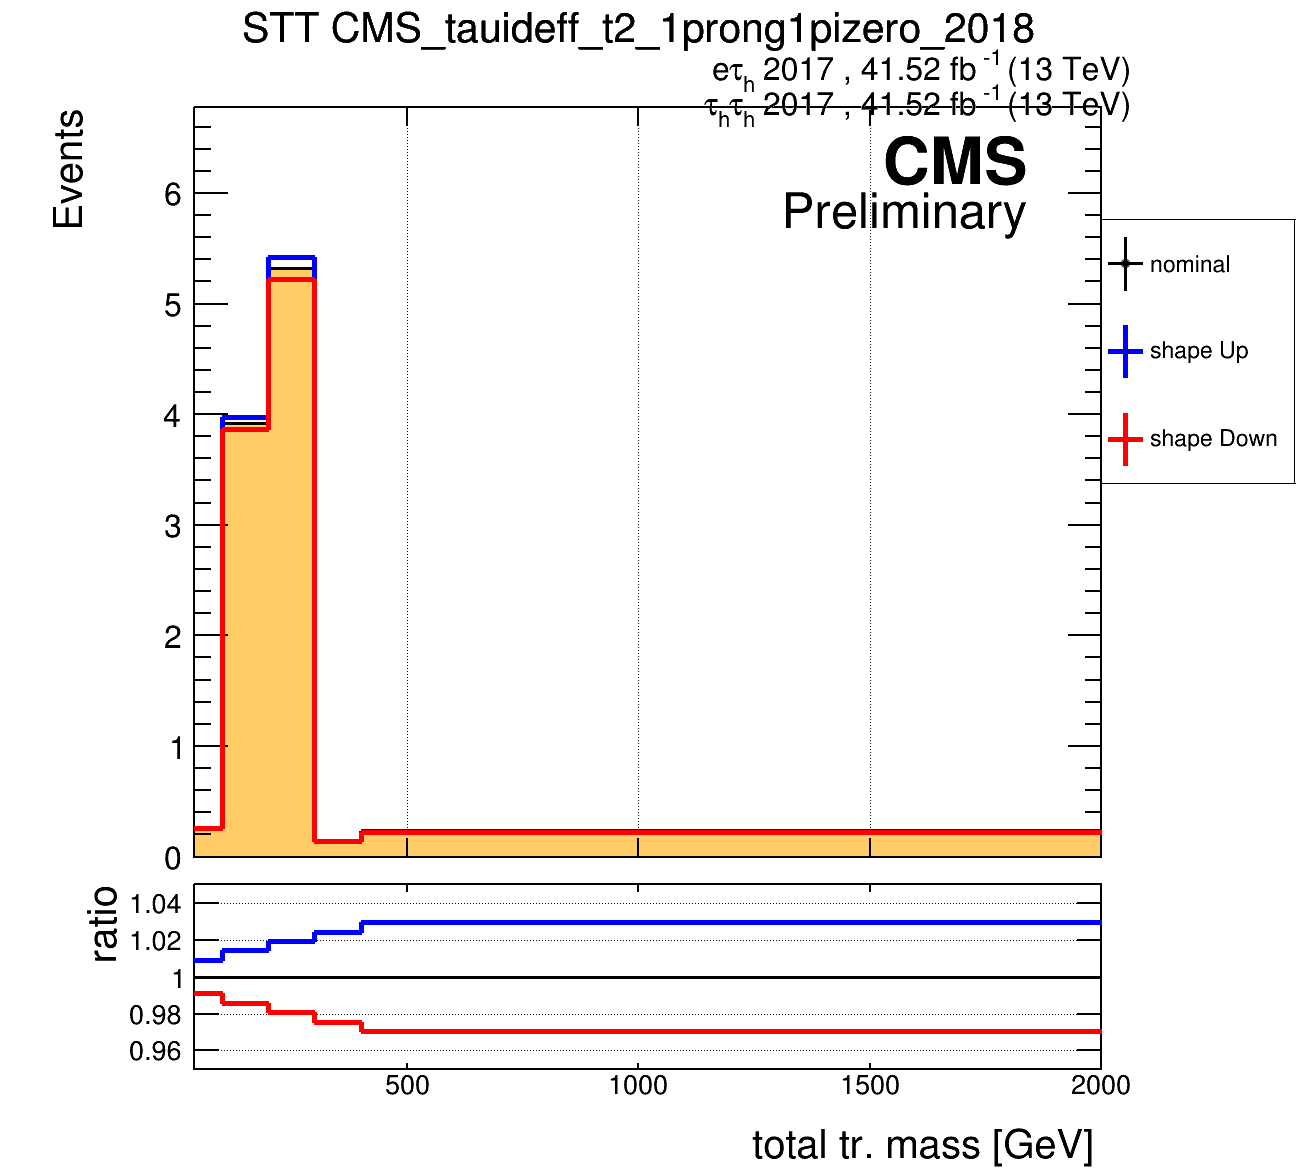 STT CMS_tauideff_t2_1prong1pizero_2018
eτh 2017 , 41.52 fb -1 (13 TeV)
τhτh 2017 , 41.52 fb -1 (13 TeV)
CMS
Preliminary
Events
6
5
4
3
2
1
0
nominal
shape Up
shape Down
ratio
1.04
1.02
1
0.98
0.96
500 1000 1500 2000
total tr. mass [GeV]